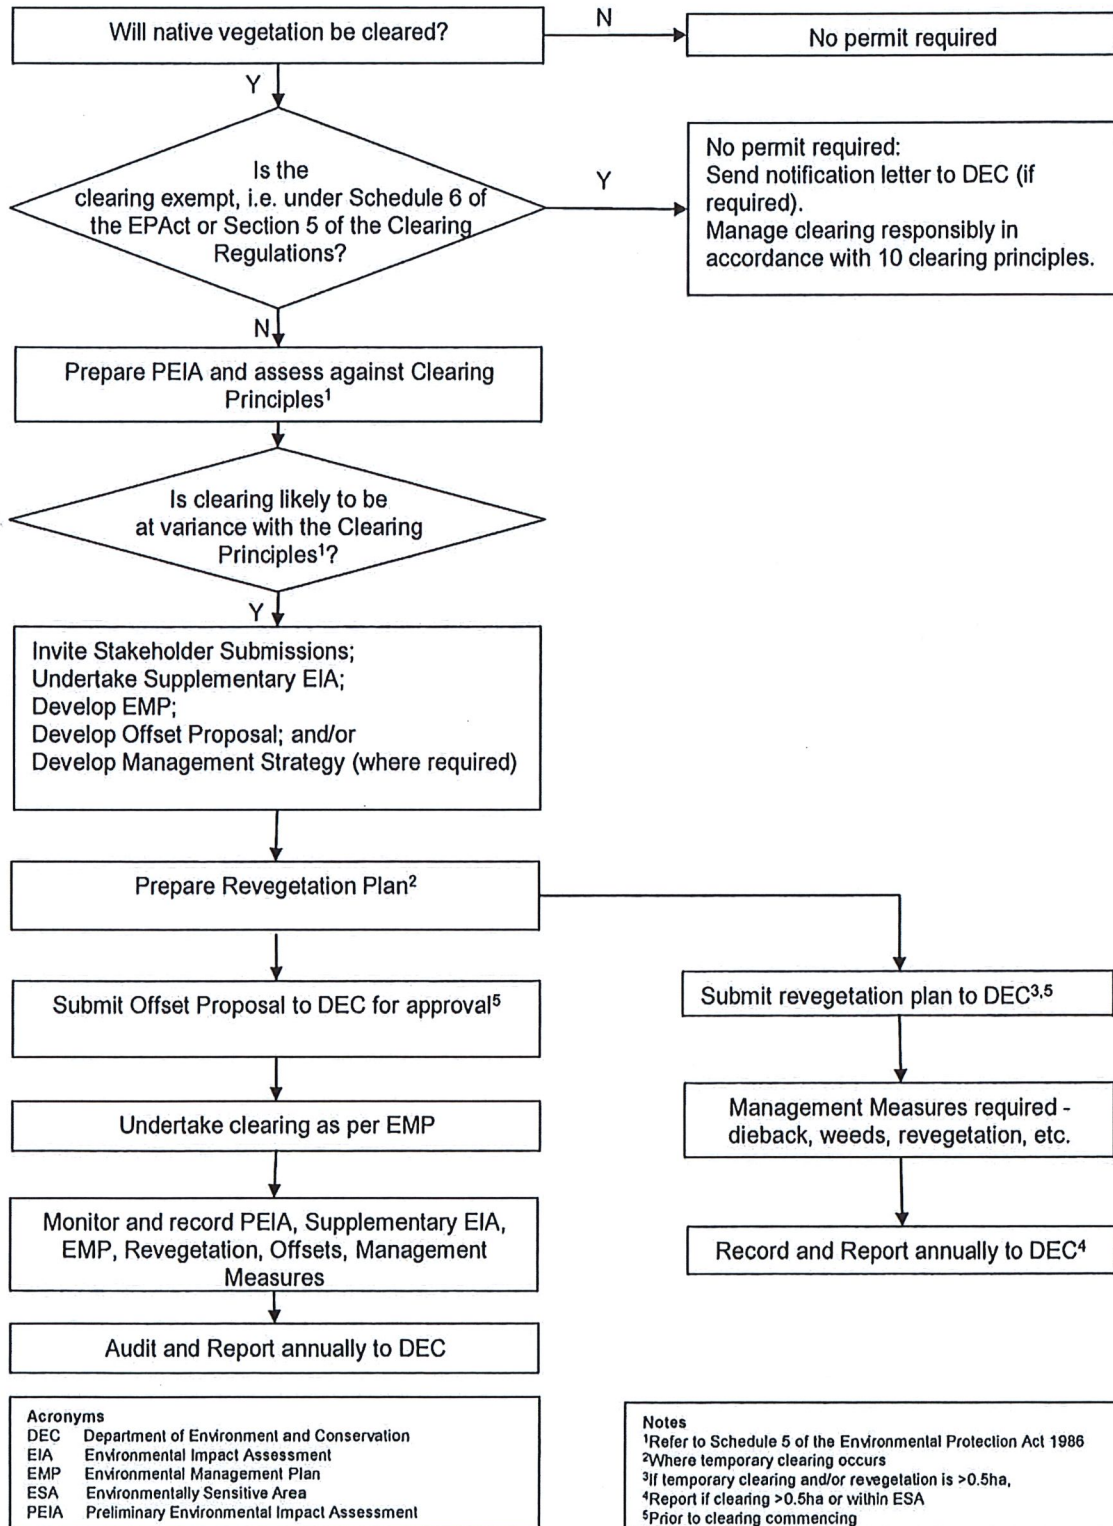 Will native vegetation be cleared?
N
No permit required
Y
Is the
clearing exempt, i.e. under Schedule 6 of
the EPAct or Section 5 of the Clearing
Regulations?
Y
No permit required:
Send notification letter to DEC (if
required).
Manage clearing responsibly in
accordance with 10 clearing principles.
N
Prepare PEIA and assess against Clearing
Principles¹
Is clearing likely to be
at variance with the Clearing
Principles¹?
Y
Invite Stakeholder Submissions;
Undertake Supplementary EIA;
Develop EMP;
Develop Offset Proposal; and/or
Develop Management Strategy (where required)
Prepare Revegetation Plan²
Submit Offset Proposal to DEC for approval⁵
Undertake clearing as per EMP
Monitor and record PEIA, Supplementary EIA,
EMP, Revegetation, Offsets, Management
Measures
Audit and Report annually to DEC
Submit revegetation plan to DEC³,⁵
Management Measures required -
dieback, weeds, revegetation, etc.
Record and Report annually to DEC⁴
Acronyms
DEC Department of Environment and Conservation
EIA Environmental Impact Assessment
EMP Environmental Management Plan
ESA Environmentally Sensitive Area
PEIA Preliminary Environmental Impact Assessment
Notes
¹Refer to Schedule 5 of the Environmental Protection Act 1986
²Where temporary clearing occurs
³If temporary clearing and/or revegetation is >0.5ha,
⁴Report if clearing >0.5ha or within ESA
⁵Prior to clearing commencing